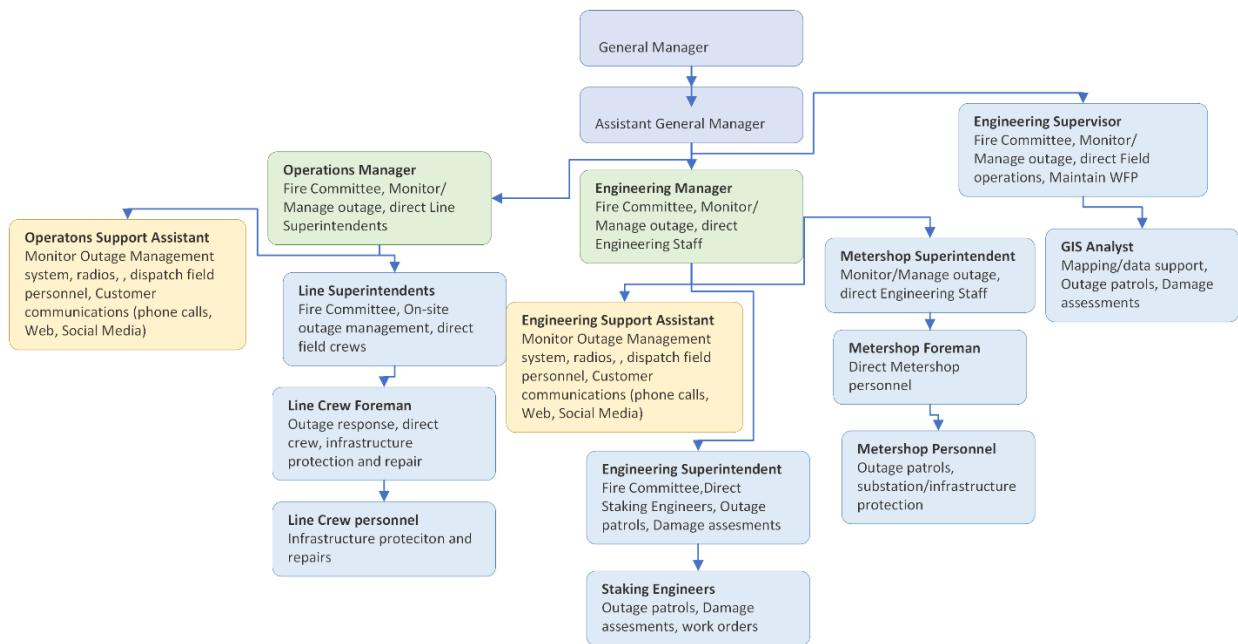 General Manager
Assistant General Manager
Engineering Supervisor
Fire Committee, Monitor/
Manage outage, direct Field
operations, Maintain WFP
Operations Manager
Fire Committee, Monitor/
Manage outage, direct Line
Superintendents
Engineering Manager
Fire Committee, Monitor/
Manage outage, direct
Engineering Staff
Operatons Support Assistant
Monitor Outage Management
system, radios, , dispatch field
personnel, Customer
communications (phone calls,
Web, Social Media)
Line Superintendents
Fire Committee, On-site
outage management, direct
field crews
Engineering Support Assistant
Monitor Outage Management
system, radios, , dispatch field
personnel, Customer
communications (phone calls,
Web, Social Media)
Metershop Superintendent
Monitor/Manage outage,
direct Engineering Staff
GIS Analyst
Mapping/data support,
Outage patrols, Damage
assessments
Metershop Foreman
Direct Metershop
personnel
Line Crew Foreman
Outage response, direct
crew, infrastructure
protection and repair
Metershop Personnel
Outage patrols,
substation/infrastructure
protection
Engineering Superintendent
Fire Committee,Direct
Staking Engineers, Outage
patrols, Damage assesments
Line Crew personnel
Infrastructure proteciton and
repairs
Staking Engineers
Outage patrols, Damage
assesments, work orders